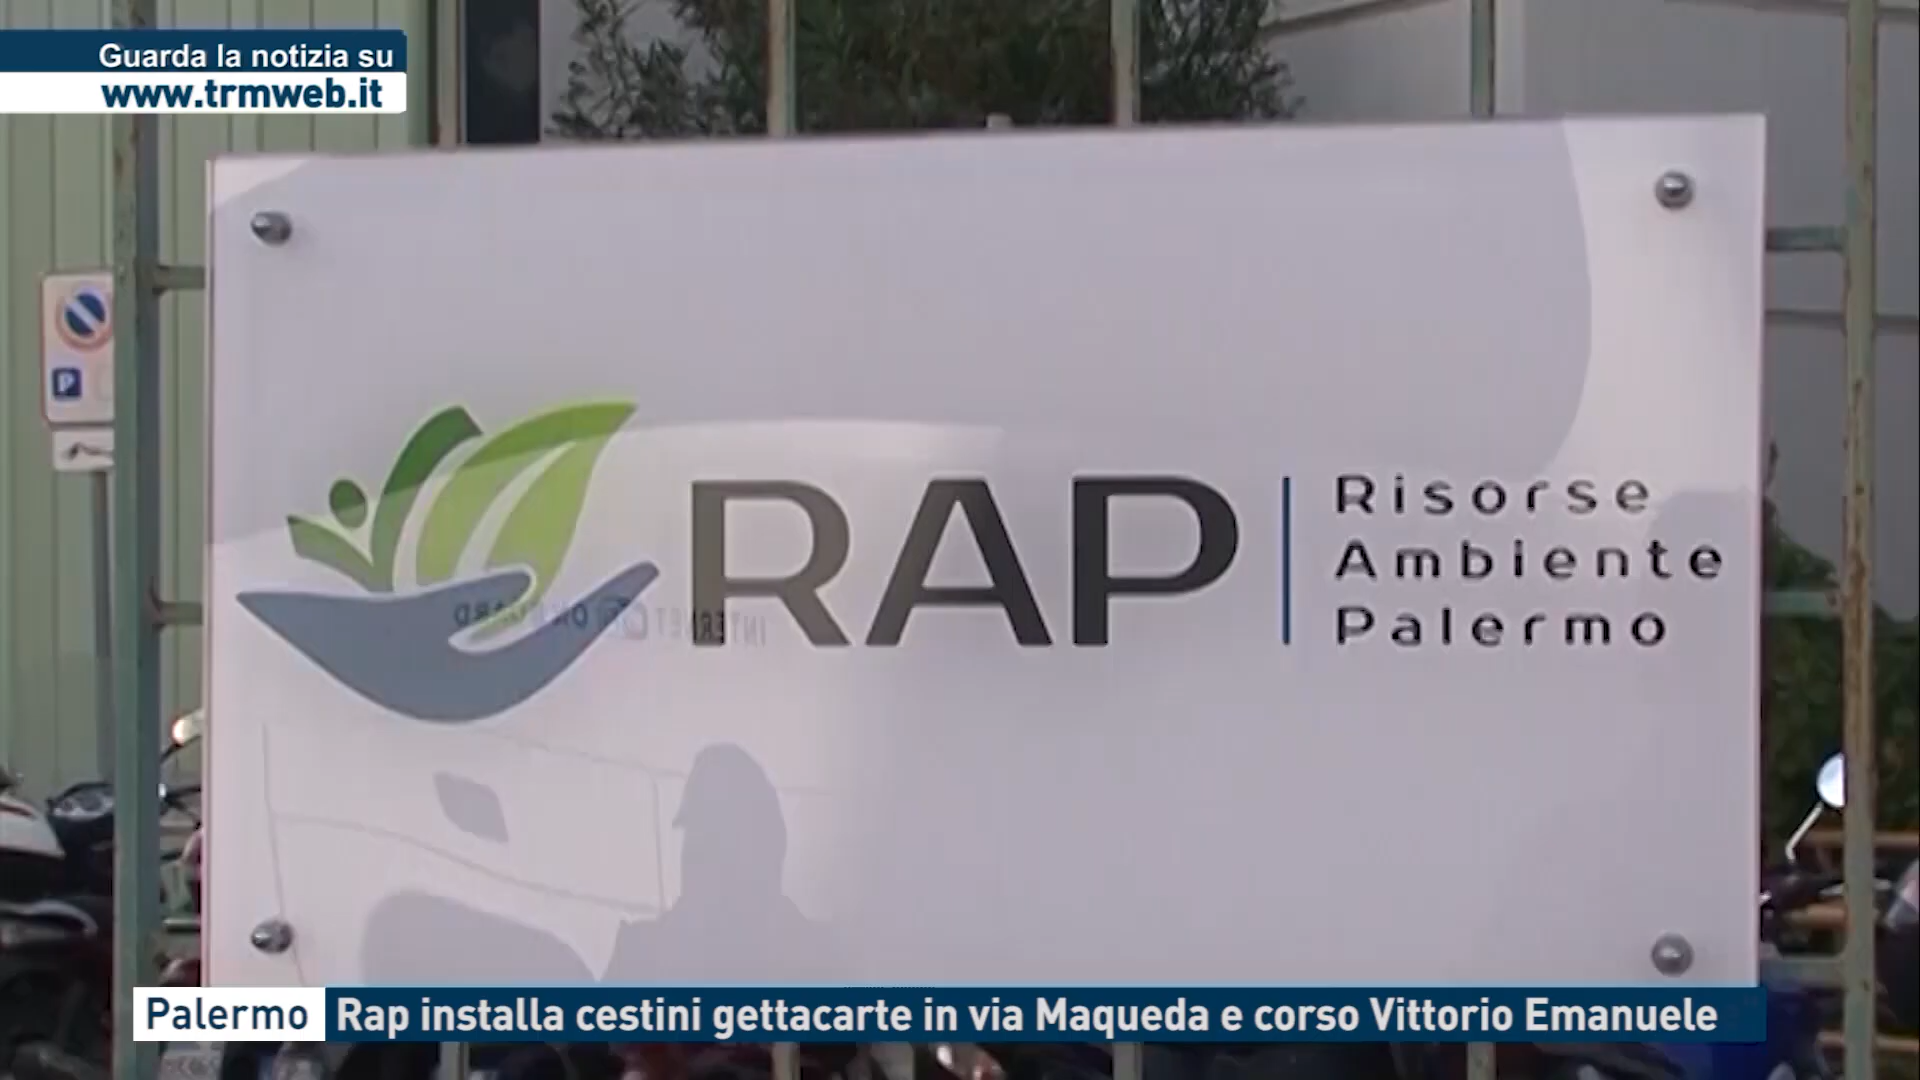 Guarda la notizia su
www.trmweb.it
P
RAP
Risorse
Ambiente
Palermo
INTERNET
Palermo
Rap installa cestini gettacarte in via Maqueda e corso Vittorio Emanuele